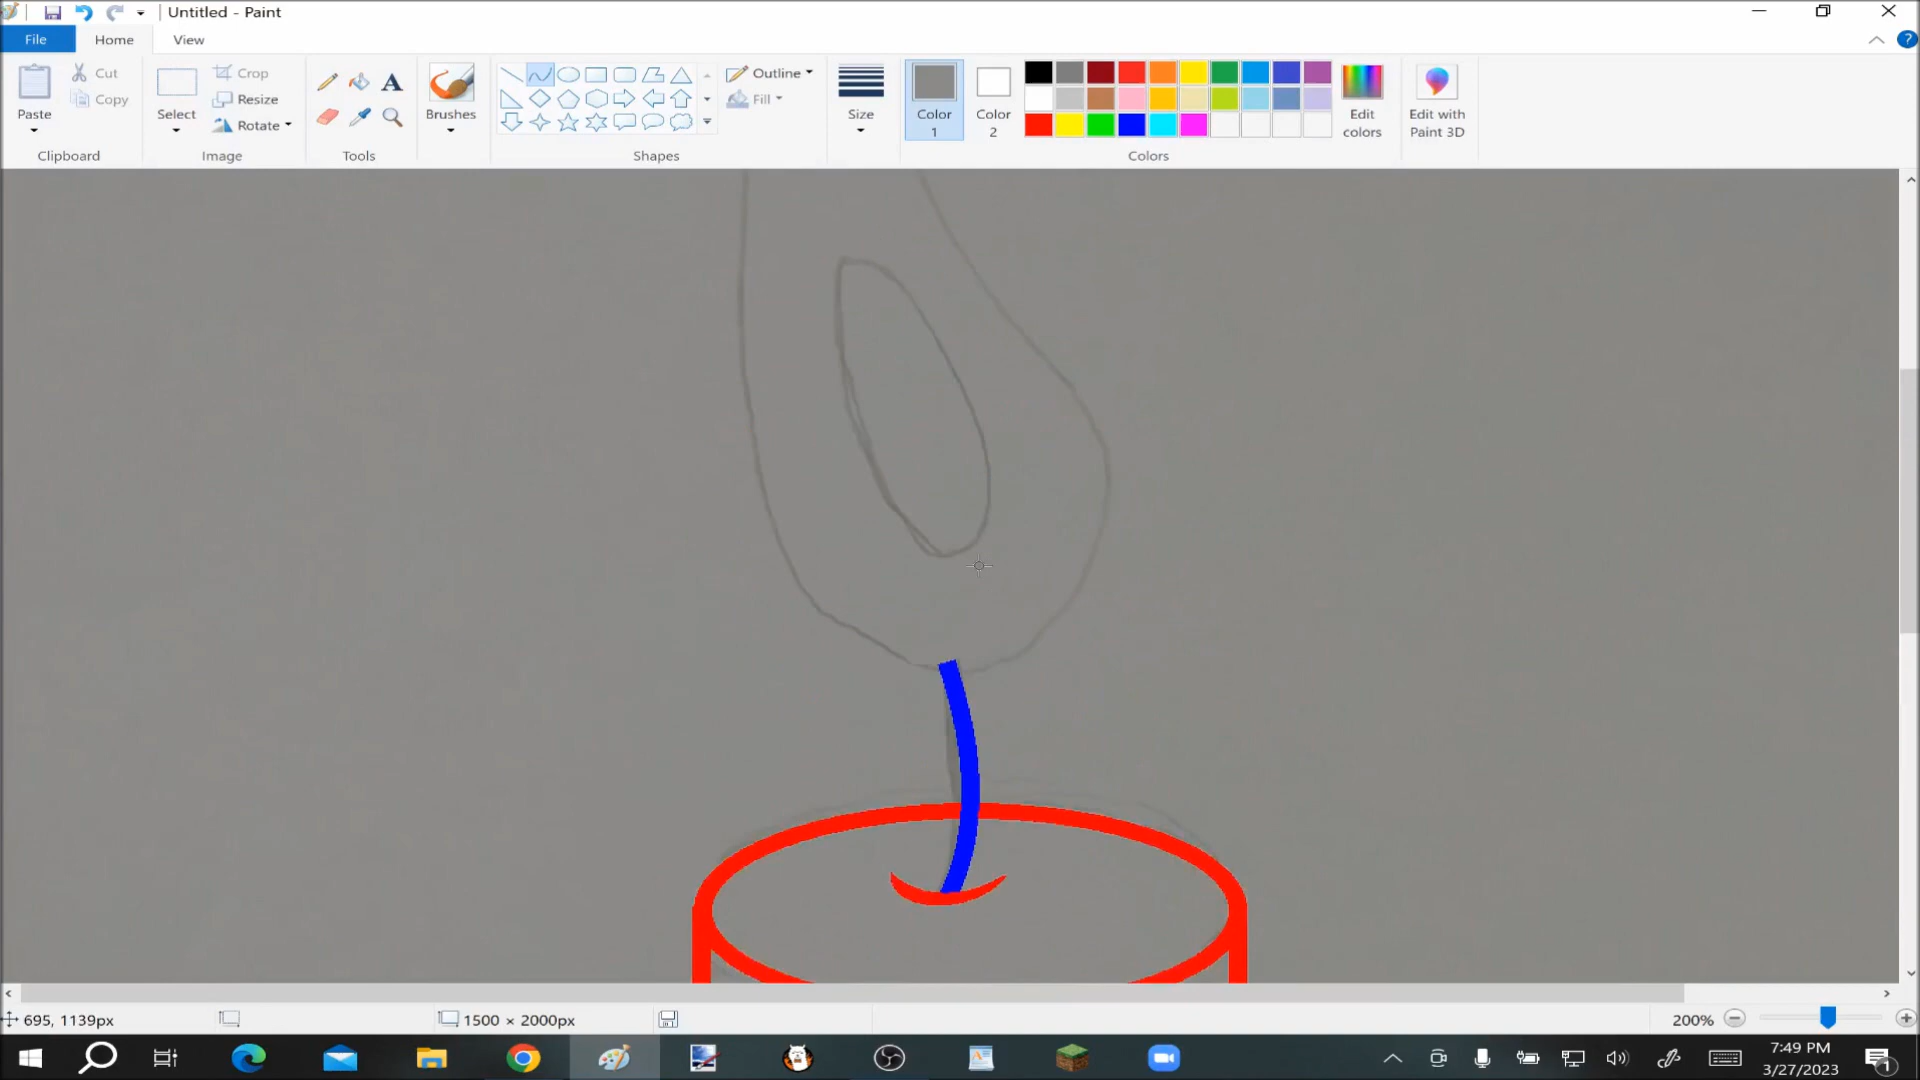 Untitled - Paint
File Home View
Paste
Cut
Copy
Clipboard
Select
Crop
Resize
Rotate
Image
Tools
Brushes
Outline
Fill
Shapes
Size
Color 1
Color 2
Colors
Edit colors
Edit with Paint 3D
695, 1139px
1500 × 2000px
200%
7:49 PM
3/27/2023
1